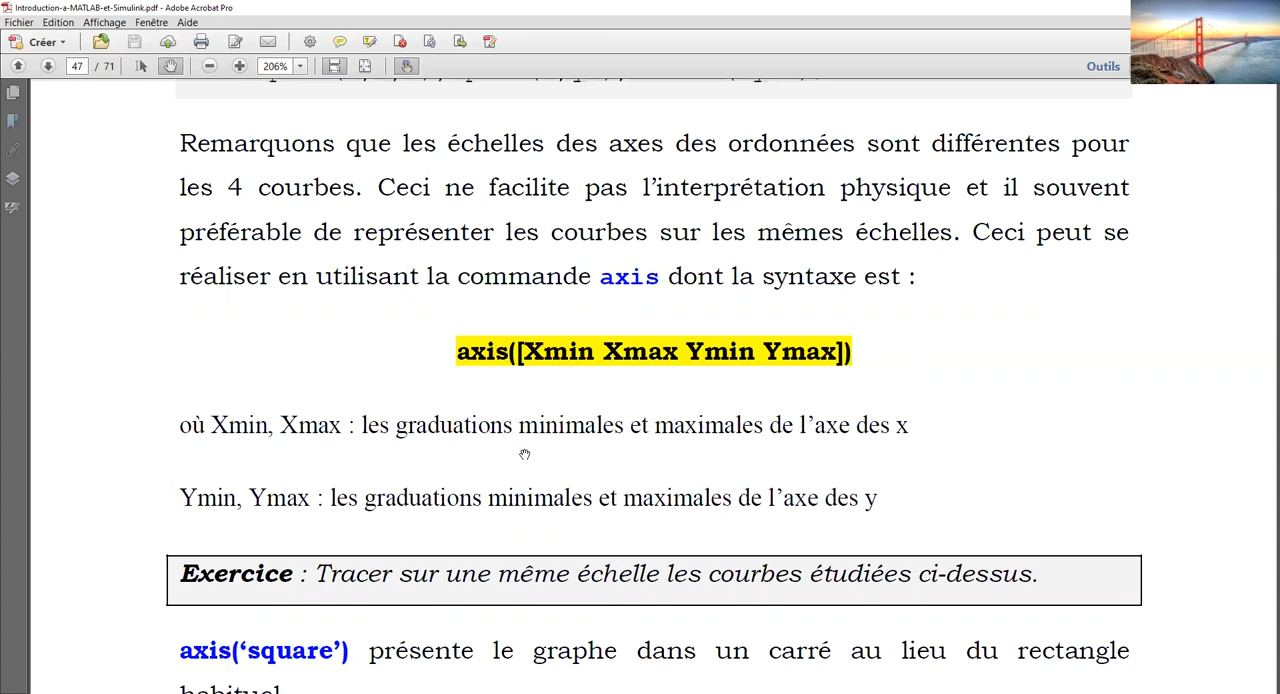 Introduction-a-MATLAB-et-Simulink.pdf - Adobe Acrobat Pro
Fichier Edition Affichage Fenêtre Aide
Créer
47 / 71 206% Outils
Remarquons que les échelles des axes des ordonnées sont différentes pour
les 4 courbes. Ceci ne facilite pas l’interprétation physique et il souvent
préférable de représenter les courbes sur les mêmes échelles. Ceci peut se
réaliser en utilisant la commande axis dont la syntaxe est :
axis([Xmin Xmax Ymin Ymax])
où Xmin, Xmax : les graduations minimales et maximales de l’axe des x
Ymin, Ymax : les graduations minimales et maximales de l’axe des y
Exercice : Tracer sur une même échelle les courbes étudiées ci-dessus.
axis(‘square’) présente le graphe dans un carré au lieu du rectangle
habituel